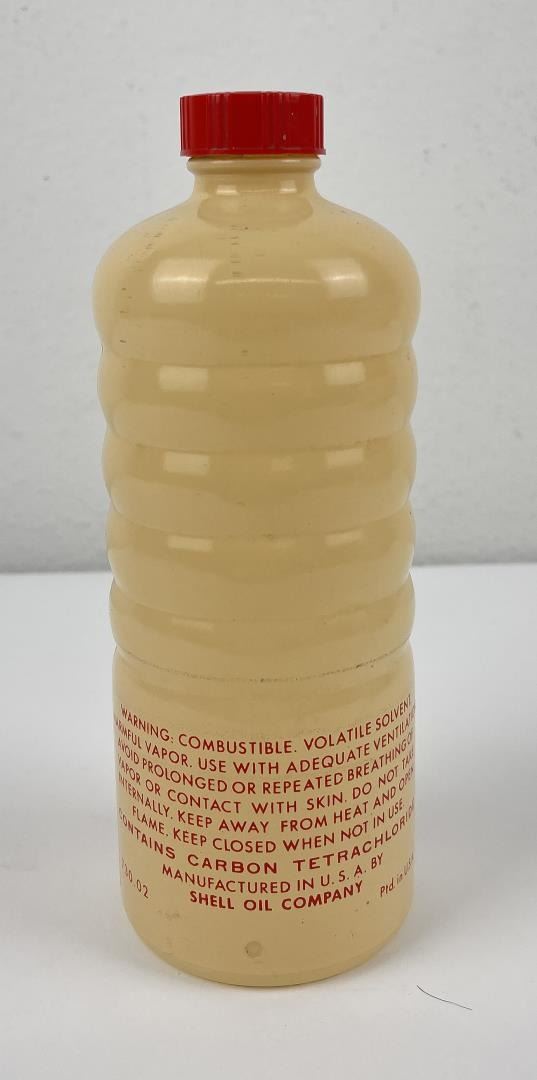 WARNING: COMBUSTIBLE. VOLATILE SOLVENT.
HARMFUL VAPOR. USE WITH ADEQUATE VENTILATION.
AVOID PROLONGED OR REPEATED BREATHING OF
VAPOR OR CONTACT WITH SKIN. DO NOT TAKE
INTERNALLY. KEEP AWAY FROM HEAT AND OPEN
FLAME. KEEP CLOSED WHEN NOT IN USE.
CONTAINS CARBON TETRACHLORIDE
MANUFACTURED IN U. S. A. BY
SHELL OIL COMPANY
Ptd. in U.S.A.